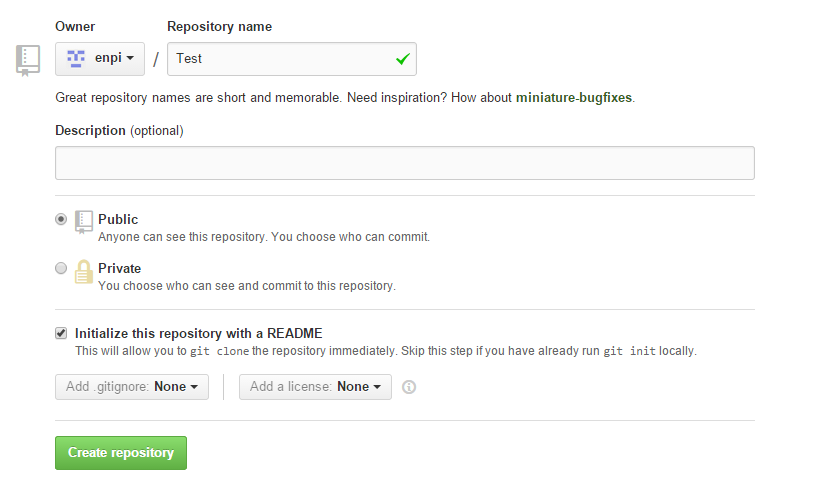 Owner Repository name
enpi / Test
Great repository names are short and memorable. Need inspiration? How about miniature-bugfixes.
Description (optional)
Public
Anyone can see this repository. You choose who can commit.
Private
You choose who can see and commit to this repository.
Initialize this repository with a README
This will allow you to git clone the repository immediately. Skip this step if you have already run git init locally.
Add .gitignore: None Add a license: None
Create repository